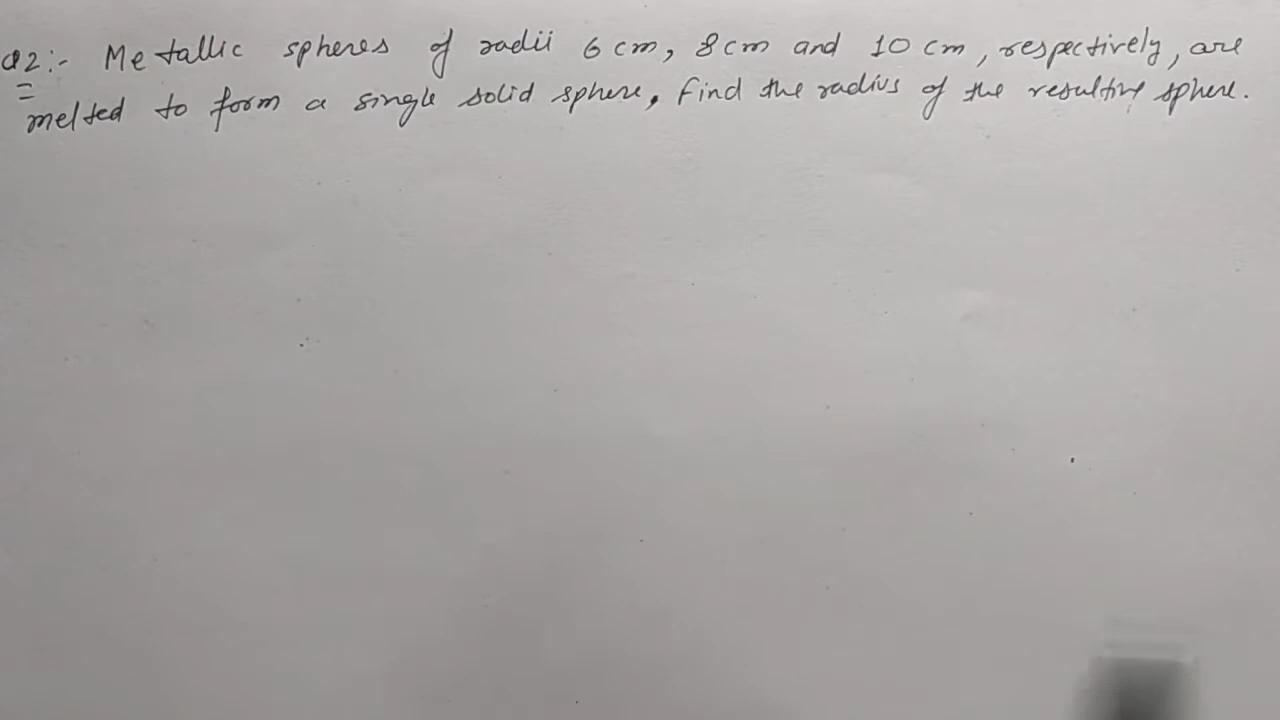 Q2:- Metallic spheres of radii 6 cm, 8 cm and 10 cm, respectively, are
melted to form a single solid sphere, Find the radius of the resulting sphere.